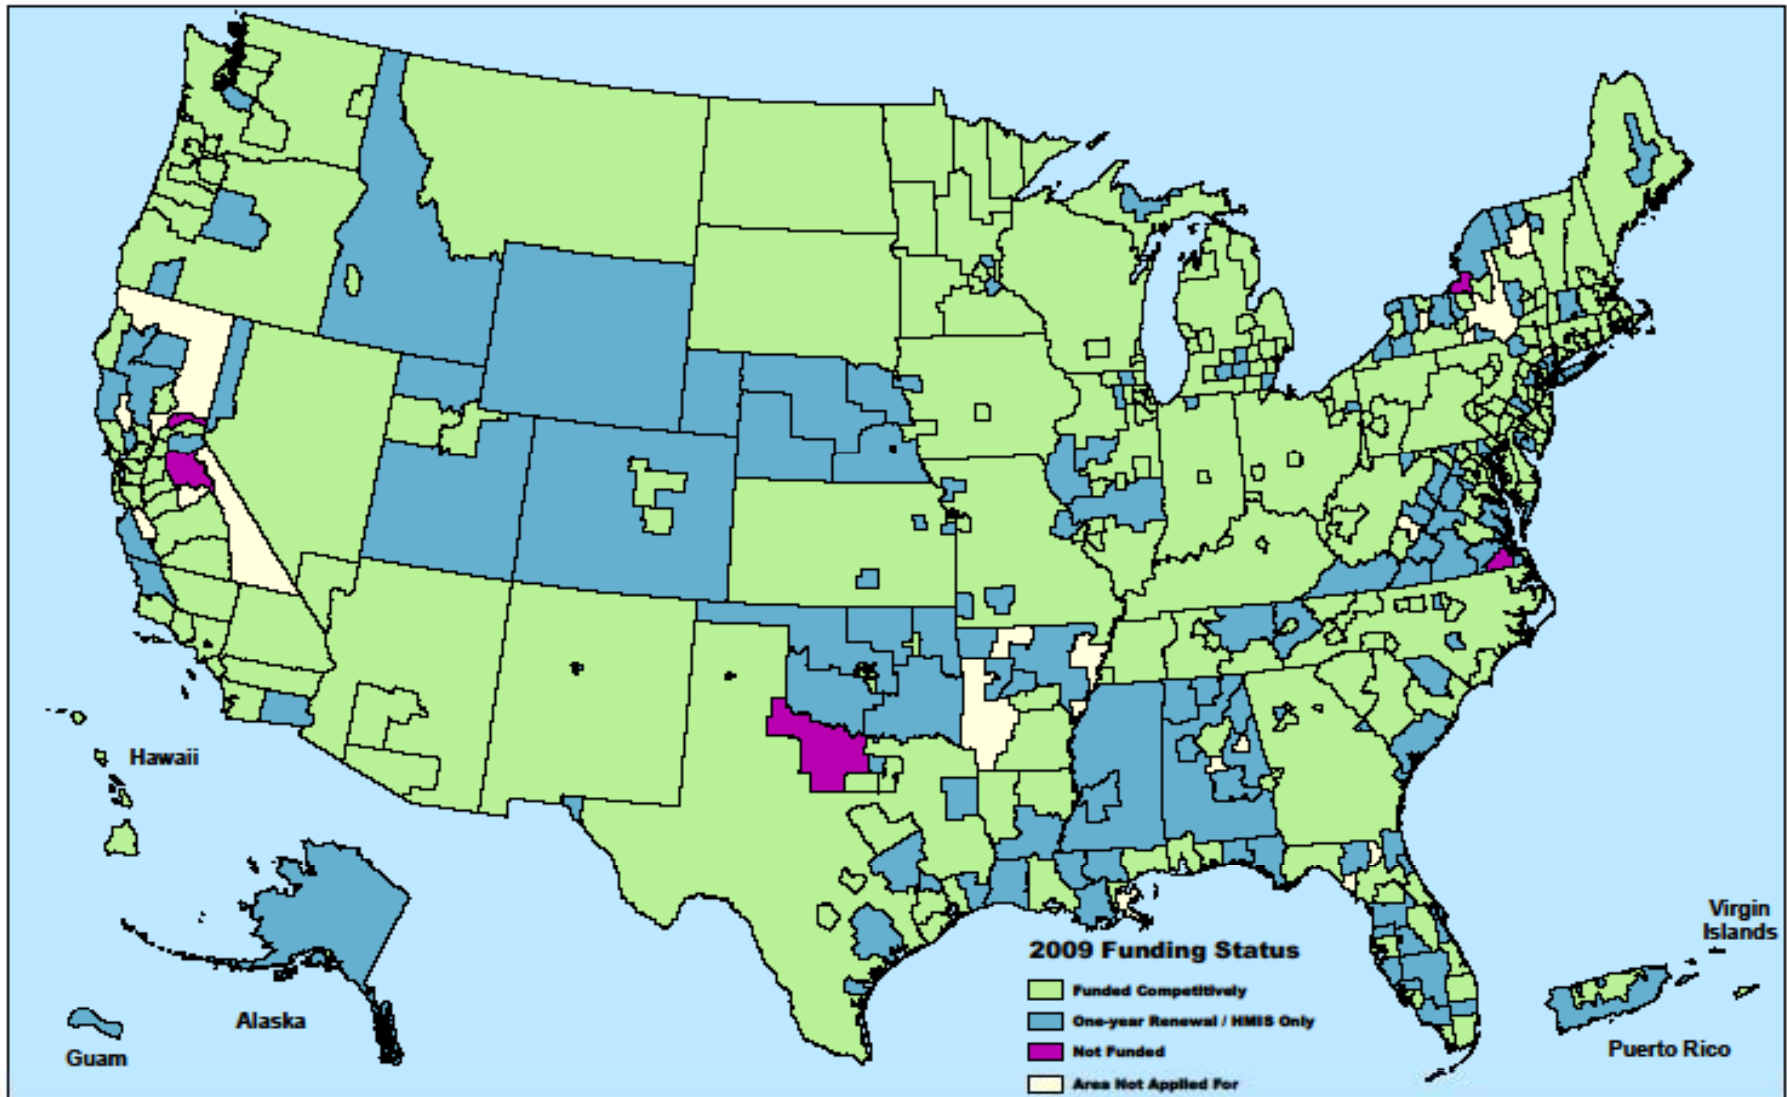 Hawaii
Alaska
Guam
Virgin
Islands
Puerto Rico
2009 Funding Status
Funded Competitively
One-year Renewal / HMIS Only
Not Funded
Area Not Applied For